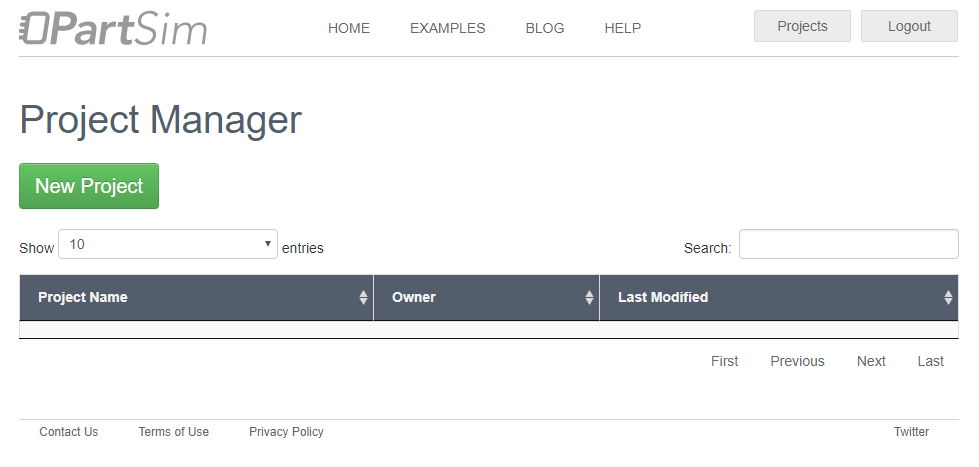 PartSim HOME EXAMPLES BLOG HELP Projects Logout
Project Manager
New Project
Show 10 entries Search:
Project Name Owner Last Modified
First Previous Next Last
Contact Us Terms of Use Privacy Policy Twitter